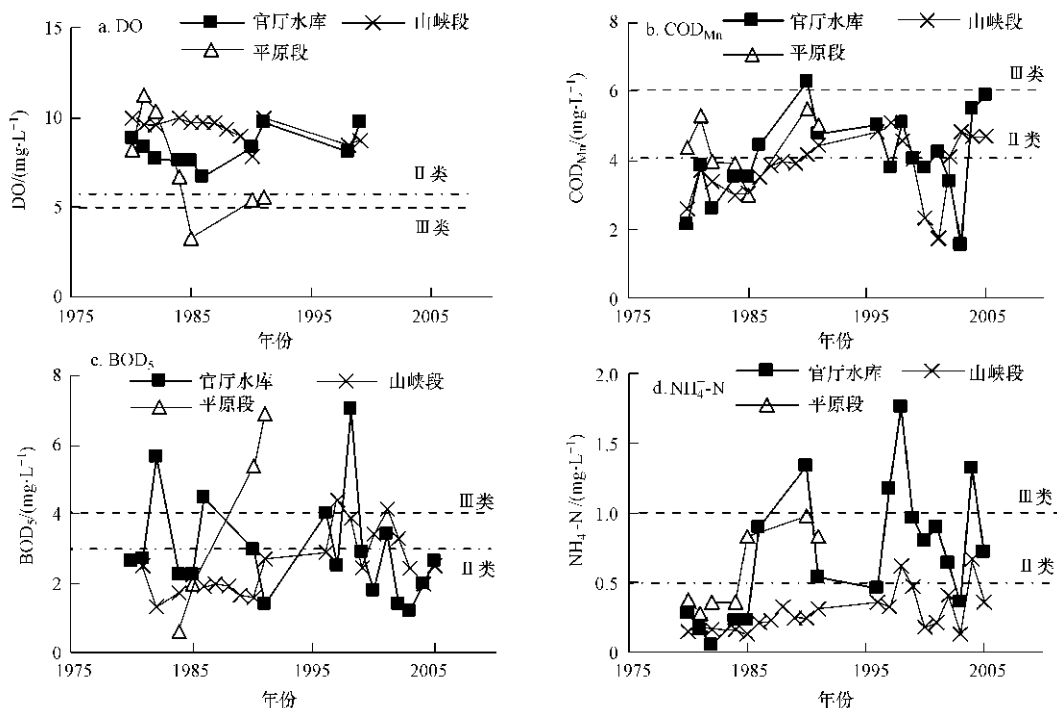 a. DO
官厅水库
山峡段
平原段
15
10
5
0
DO/(mg·L⁻¹)
Ⅱ类
Ⅲ类
1975
1985
1995
2005
年份
b. CODMn
官厅水库
山峡段
平原段
8
6
4
2
0
CODMn/(mg·L⁻¹)
Ⅲ类
Ⅱ类
1975
1985
1995
2005
年份
c. BOD₅
官厅水库
山峡段
平原段
8
6
4
2
0
BOD₅/(mg·L⁻¹)
Ⅲ类
Ⅱ类
1975
1985
1995
2005
年份
d. NH₄⁻-N
官厅水库
山峡段
平原段
2.0
1.5
1.0
0.5
0
NH₄-N/(mg·L⁻¹)
Ⅲ类
Ⅱ类
1975
1985
1995
2005
年份